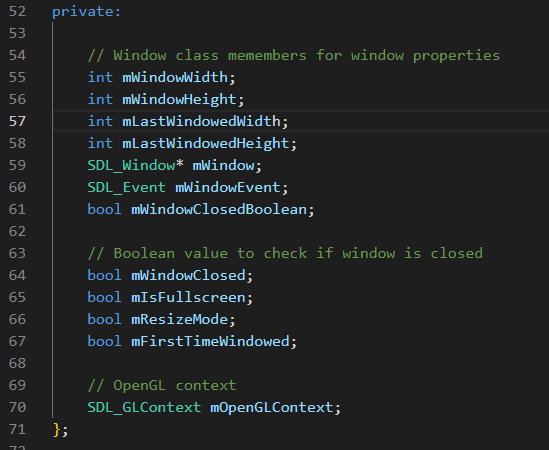 52 private:
53
54 // Window class memembers for window properties
55 int mWindowWidth;
56 int mWindowHeight;
57 int mLastWindowedWidth;
58 int mLastWindowedHeight;
59 SDL_Window* mWindow;
60 SDL_Event mWindowEvent;
61 bool mWindowClosedBoolean;
62
63 // Boolean value to check if window is closed
64 bool mWindowClosed;
65 bool mIsFullscreen;
66 bool mResizeMode;
67 bool mFirstTimeWindowed;
68
69 // OpenGL context
70 SDL_GLContext mOpenGLContext;
71 };